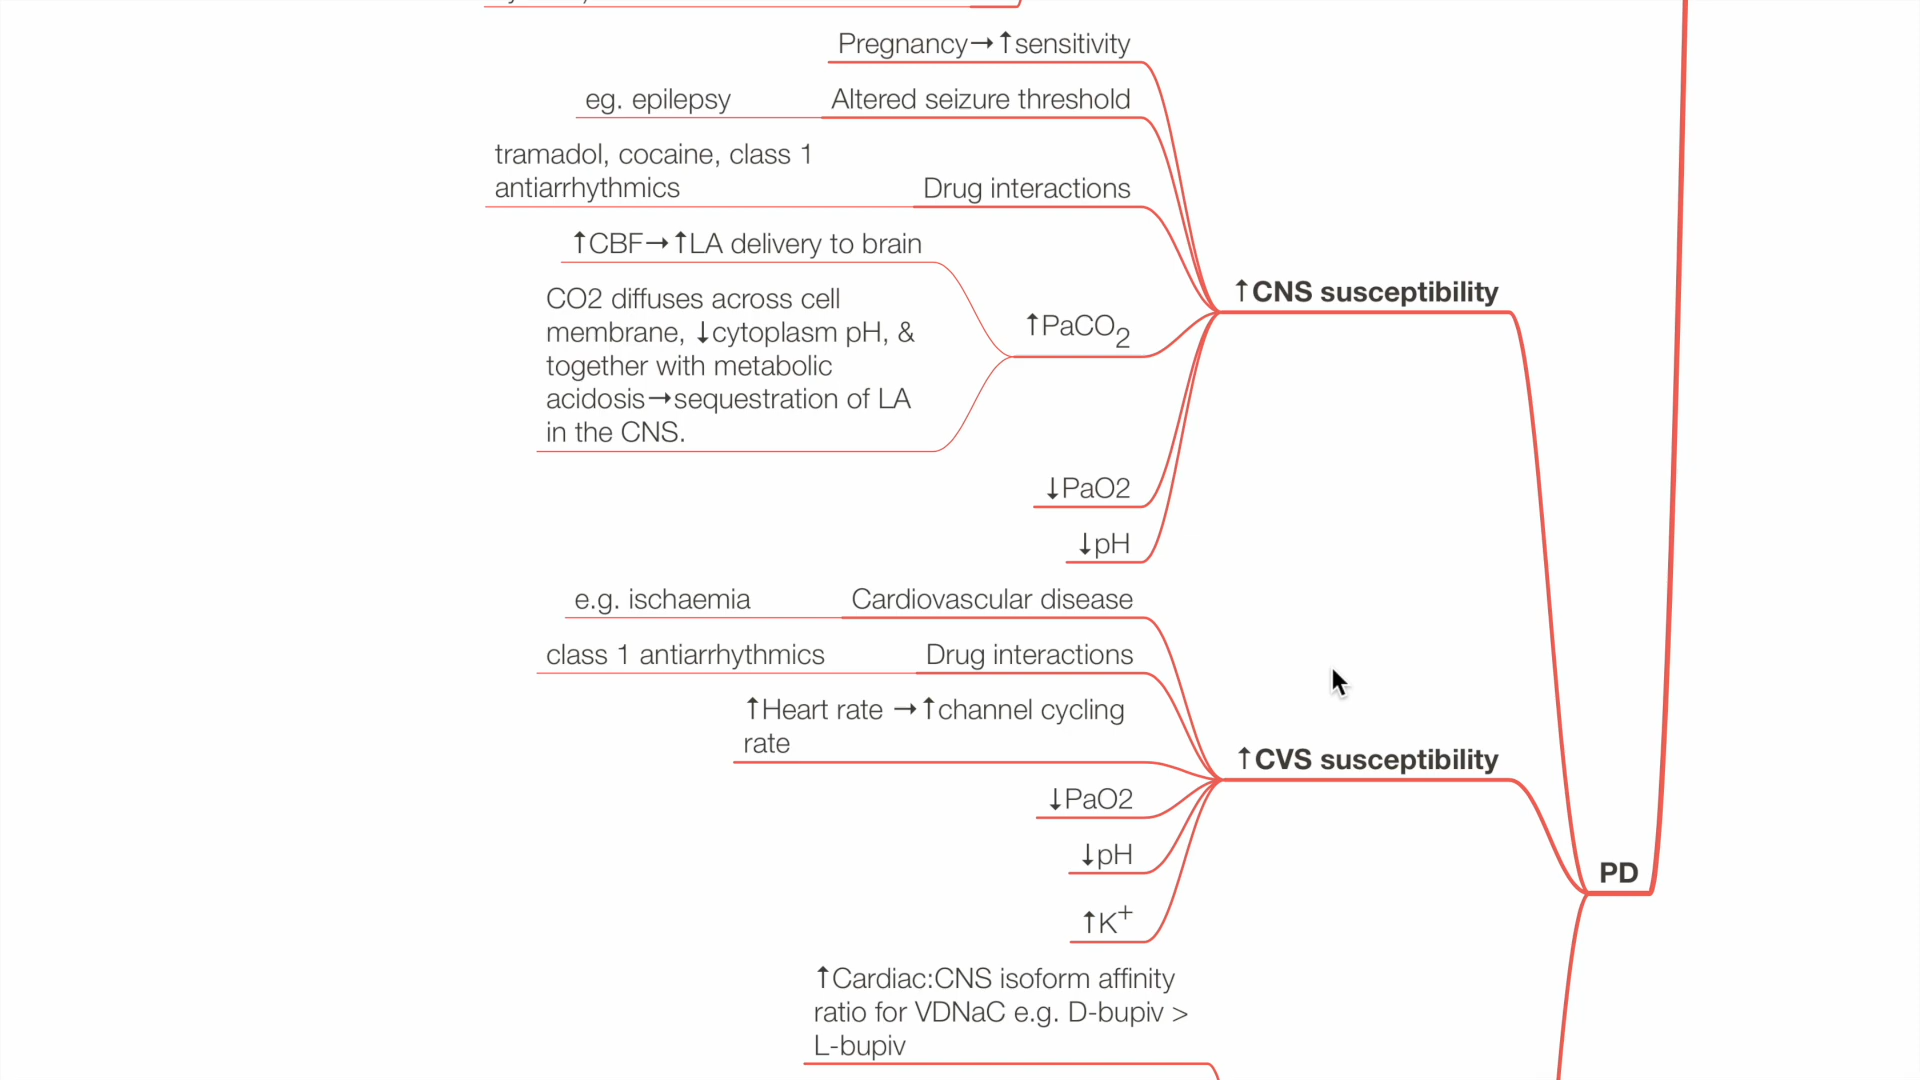 Pregnancy→↑sensitivity
eg. epilepsy Altered seizure threshold
tramadol, cocaine, class 1
antiarrhythmics Drug interactions
↑CBF→↑LA delivery to brain
CO2 diffuses across cell
membrane, ↓cytoplasm pH, &
together with metabolic
acidosis→sequestration of LA
in the CNS.
↑PaCO2
↓PaO2
↓pH
↑CNS susceptibility
e.g. ischaemia Cardiovascular disease
class 1 antiarrhythmics Drug interactions
↑Heart rate →↑channel cycling
rate
↓PaO2
↓pH
↑K+
↑CVS susceptibility
PD
↑Cardiac:CNS isoform affinity
ratio for VDNaC e.g. D-bupiv >
L-bupiv